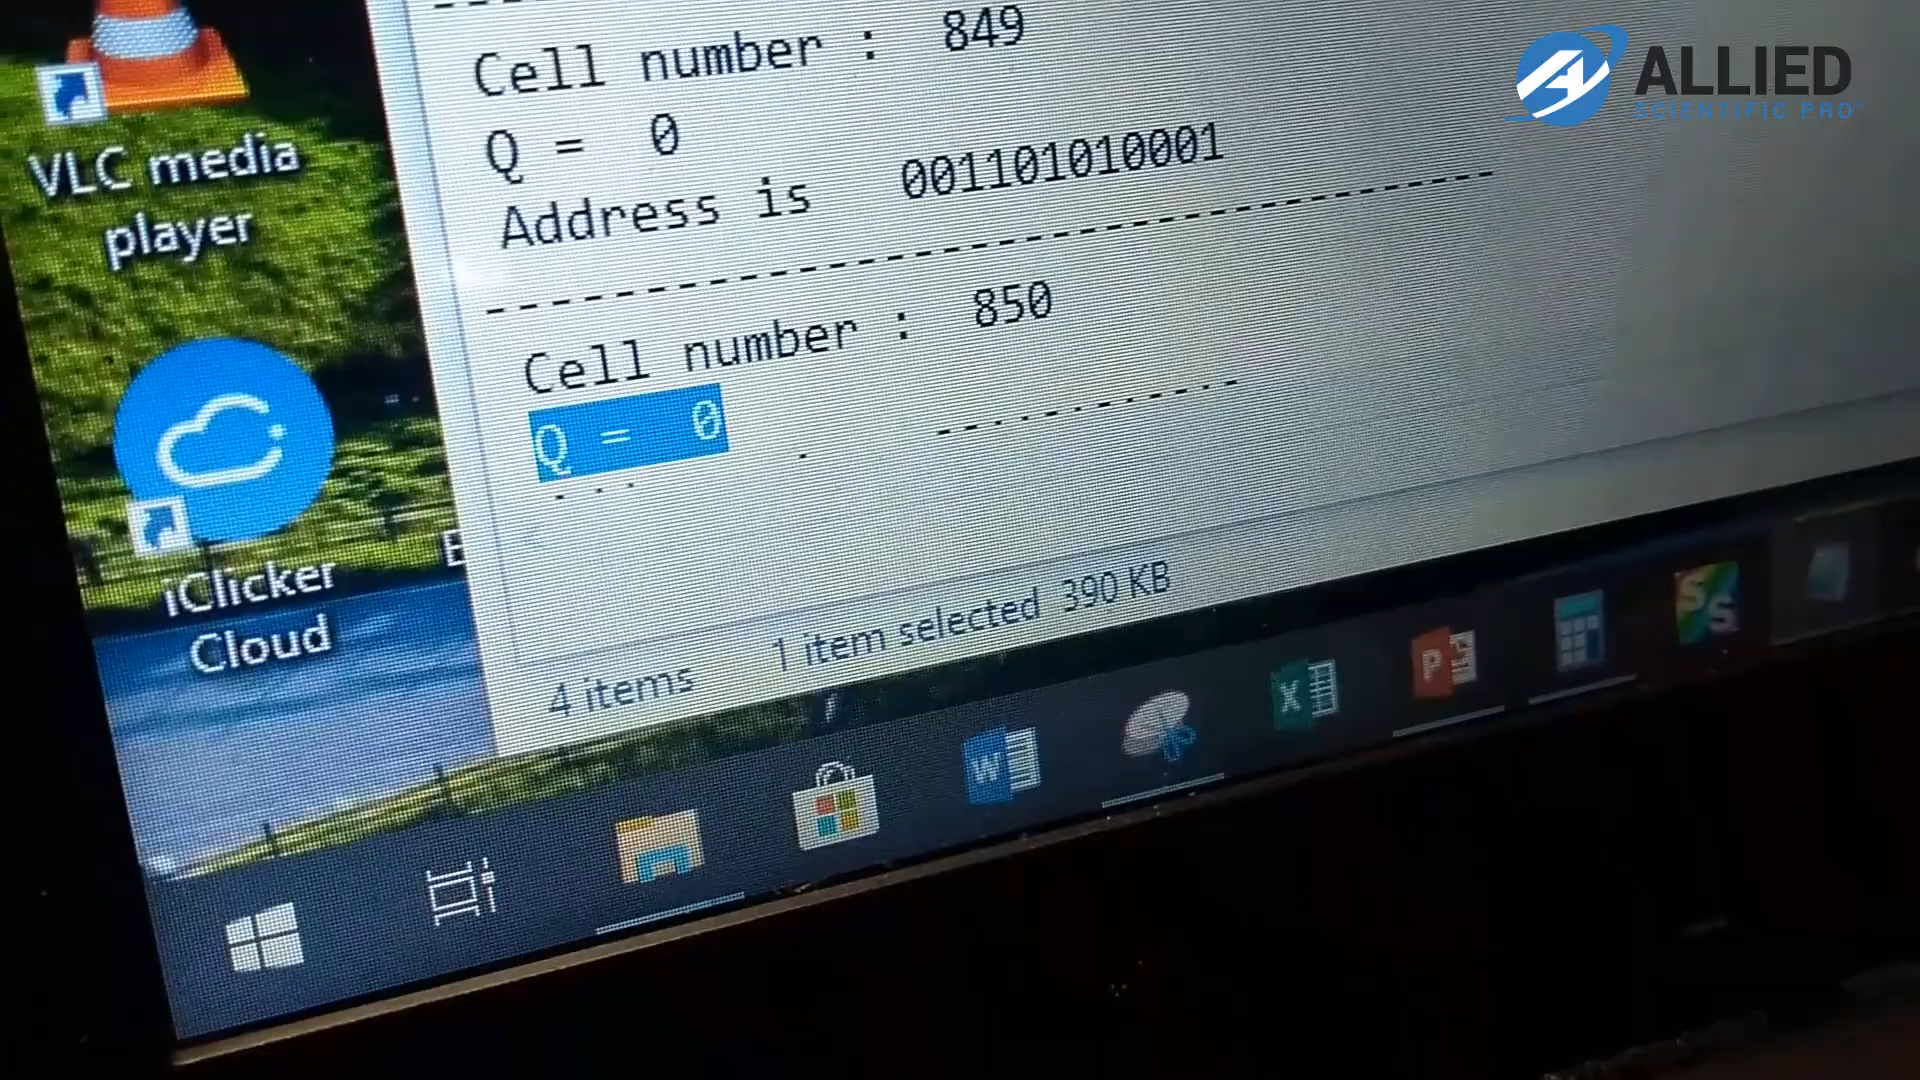 ALLIED
SCIENTIFIC PRO
Cell number : 849
Q = 0
Address is 001101010001
---------------------------------------
Cell number : 850
Q = 0
VLC media
player
iClicker
Cloud
4 items 1 item selected 390 KB